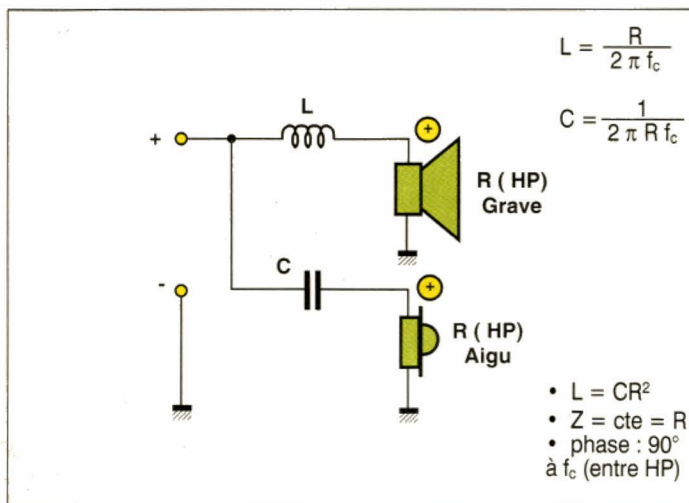 L = R / 2 π fc
C = 1 / 2 π R fc
L
+
+
R ( HP)
Grave
C
-
+
R ( HP)
Aigu
• L = CR²
• Z = cte = R
• phase : 90°
à fc (entre HP)